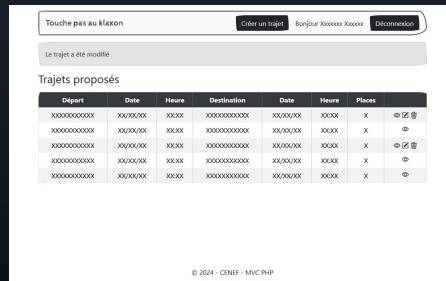 Touche pas au klaxon Créer un trajet Bonjour Xxxxxxx Xxxxxx Déconnexion
Le trajet a été modifié
Trajets proposés
Départ Date Heure Destination Date Heure Places
XXXXXXXXXXX XX/XX/XX XX:XX XXXXXXXXXXX XX/XX/XX XX:XX X
XXXXXXXXXXX XX/XX/XX XX:XX XXXXXXXXXXX XX/XX/XX XX:XX X
XXXXXXXXXXX XX/XX/XX XX:XX XXXXXXXXXXX XX/XX/XX XX:XX X
XXXXXXXXXXX XX/XX/XX XX:XX XXXXXXXXXXX XX/XX/XX XX:XX X
XXXXXXXXXXX XX/XX/XX XX:XX XXXXXXXXXXX XX/XX/XX XX:XX X
© 2024 - CENEF - MVC PHP